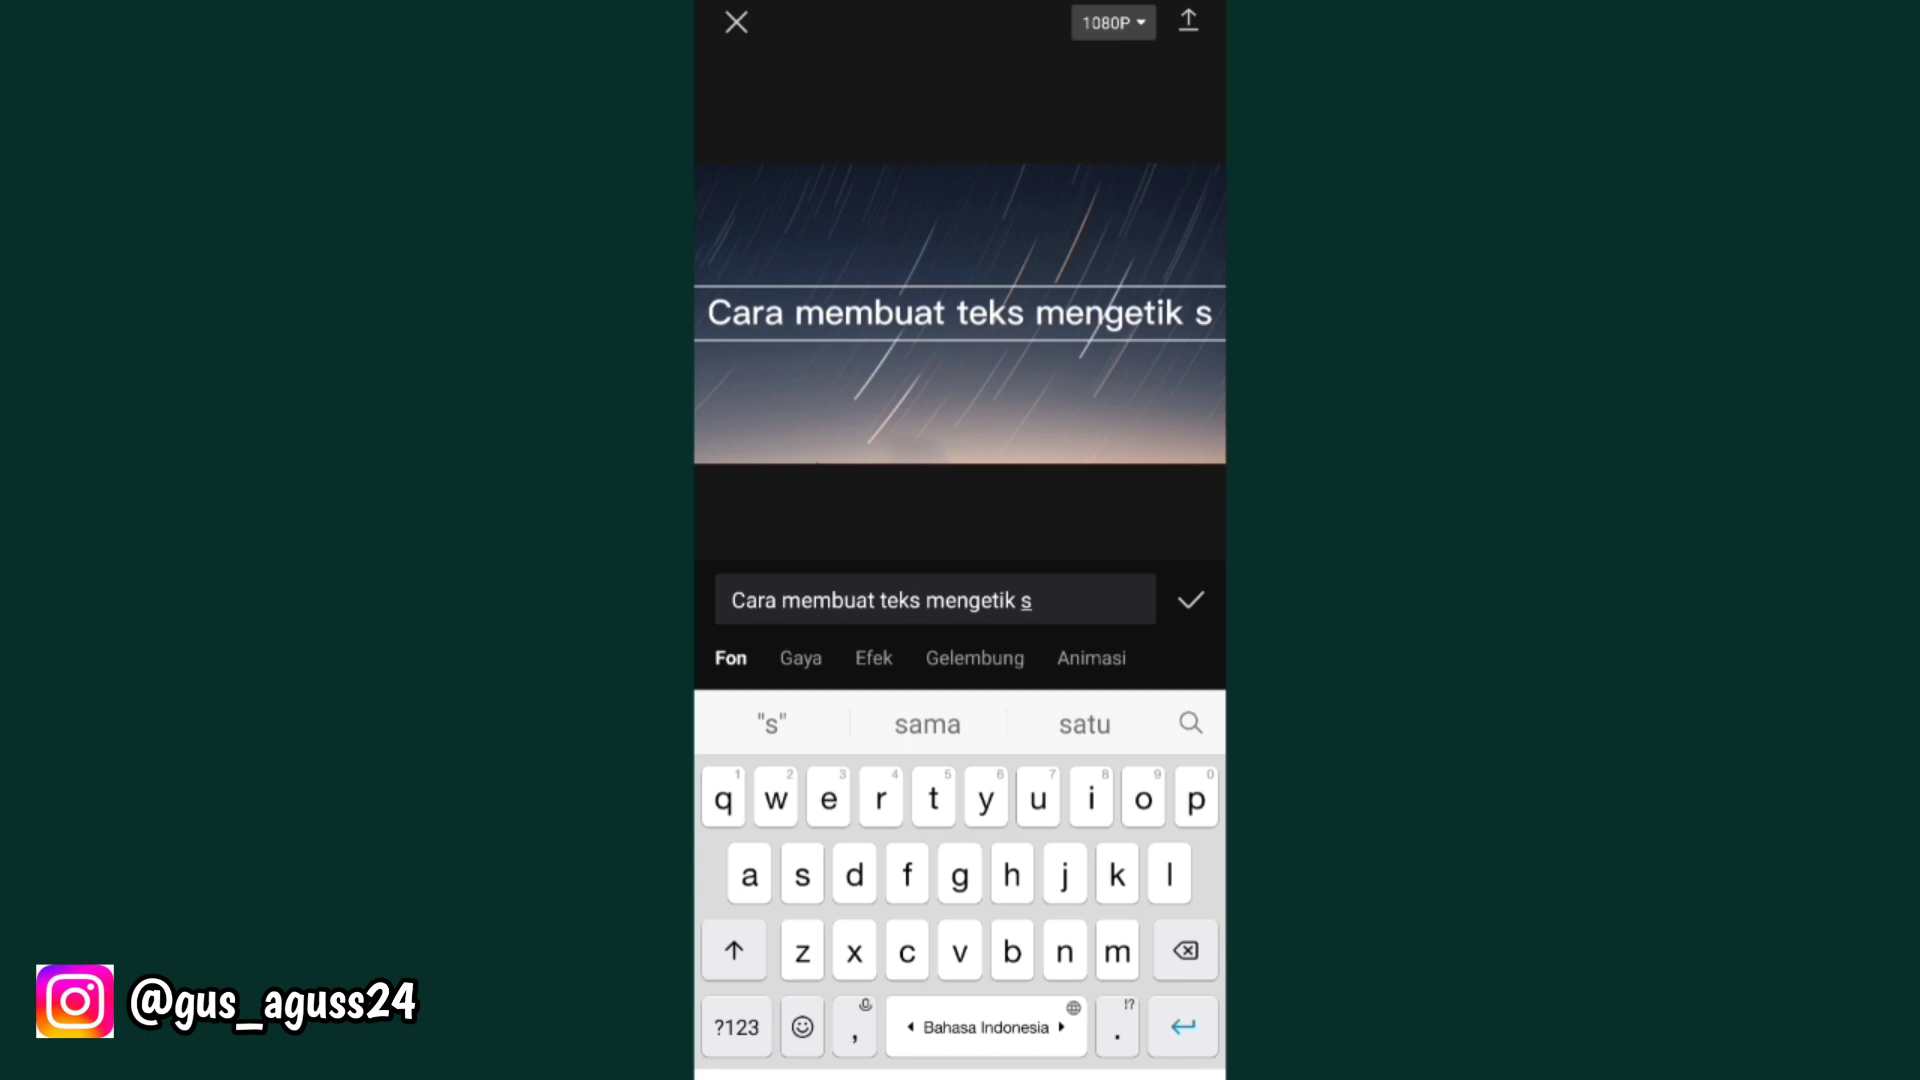 1080P
Cara membuat teks mengetik s
Cara membuat teks mengetik s
Fon Gaya Efek Gelembung Animasi
"s" sama satu
1 2 3 4 5 6 7 8 9 0
q w e r t y u i o p
a s d f g h j k l
z x c v b n m
?123 , Bahasa Indonesia !? .
@gus_aguss24